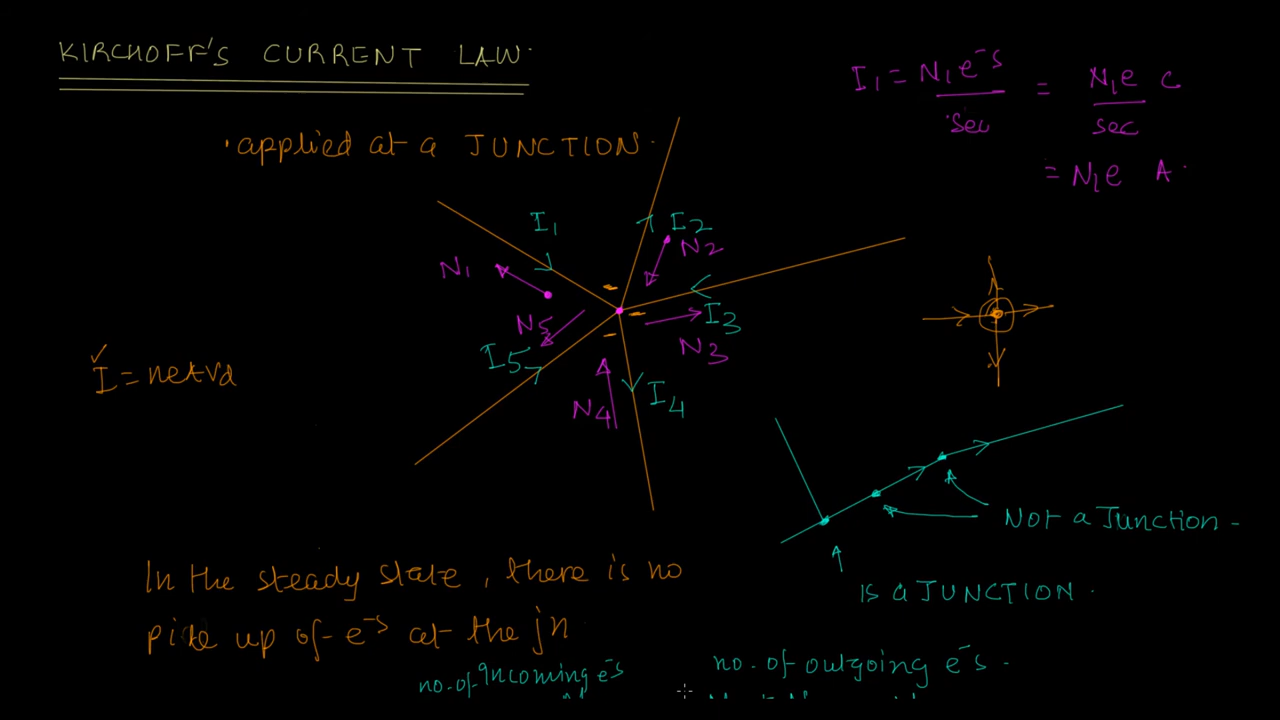 KIRCHOFF'S CURRENT LAW
I1 = N1e⁻s / sec = N1e C / sec
= N1e A
• applied at a JUNCTION
I1
I2
N2
N1
N5
I3
N3
I5
I = neAvd
N4
I4
Not a Junction -
IS A JUNCTION .
In the steady state, there is no
pile up of e⁻s at the jn
no. of incoming e⁻s
no. of outgoing e⁻s .